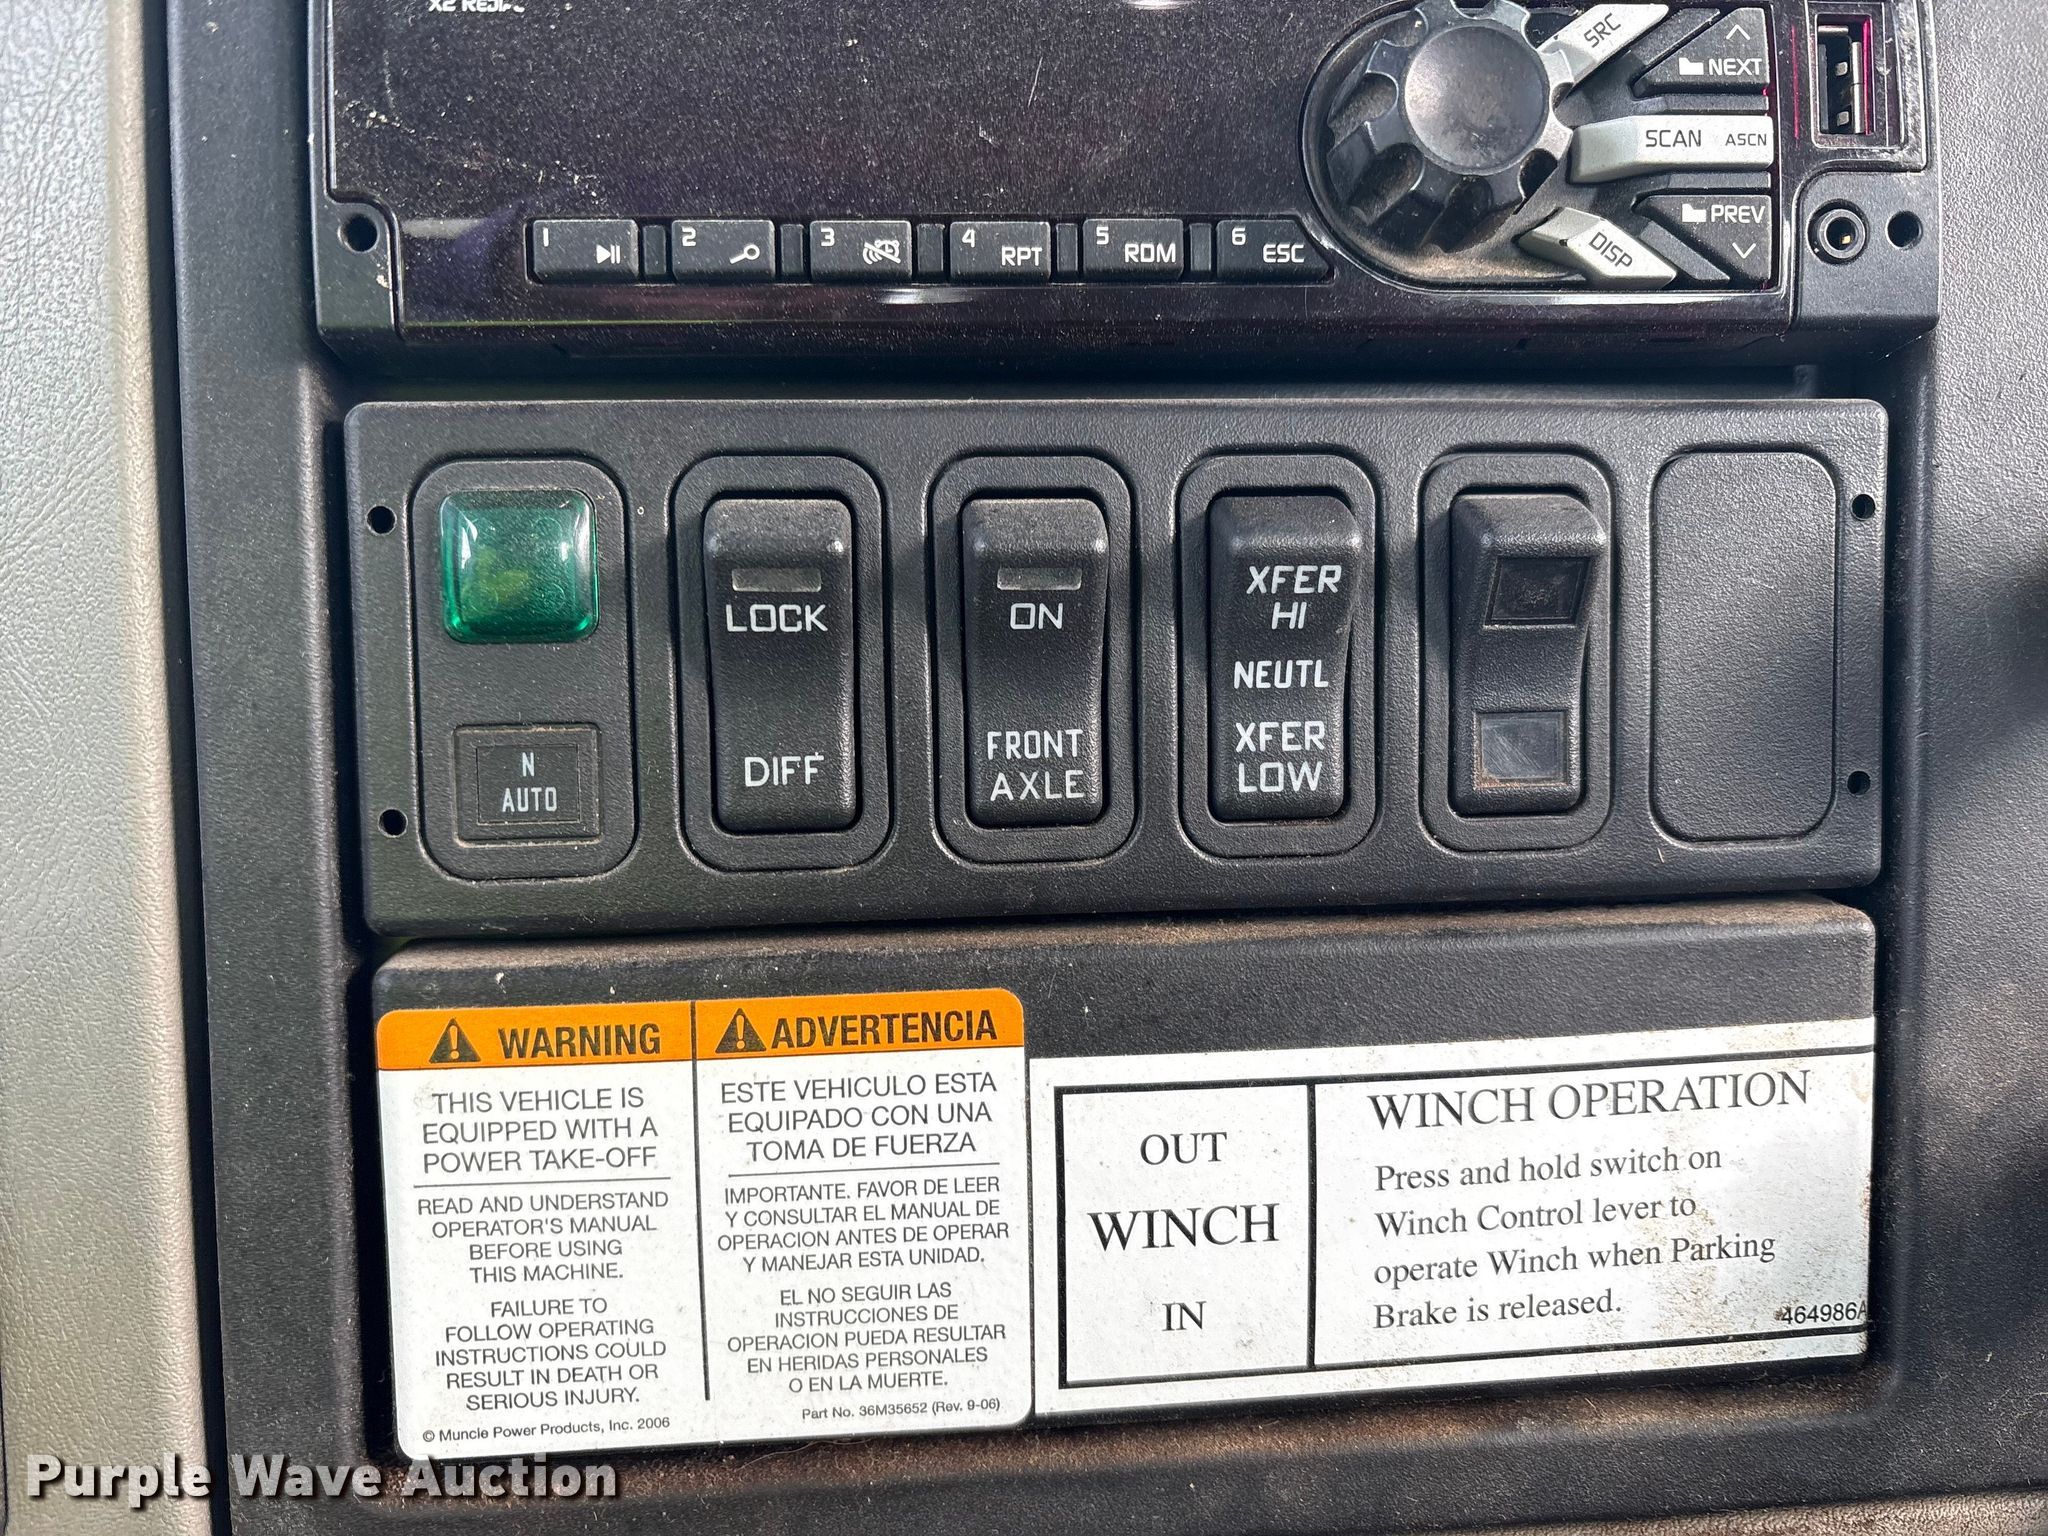 SRC
NEXT
SCAN ASCN
PREV
DISP
1
2
3
4 RPT
5 RDM
6 ESC
N
AUTO
LOCK
DIFF
ON
FRONT
AXLE
XFER
HI
NEUTL
XFER
LOW
WARNING
THIS VEHICLE IS
EQUIPPED WITH A
POWER TAKE-OFF
READ AND UNDERSTAND
OPERATOR'S MANUAL
BEFORE USING
THIS MACHINE.
FAILURE TO
FOLLOW OPERATING
INSTRUCTIONS COULD
RESULT IN DEATH OR
SERIOUS INJURY.
© Muncie Power Products, Inc. 2006
ADVERTENCIA
ESTE VEHICULO ESTA
EQUIPADO CON UNA
TOMA DE FUERZA
IMPORTANTE. FAVOR DE LEER
Y CONSULTAR EL MANUAL DE
OPERACION ANTES DE OPERAR
Y MANEJAR ESTA UNIDAD.
EL NO SEGUIR LAS
INSTRUCCIONES DE
OPERACION PUEDA RESULTAR
EN HERIDAS PERSONALES
O EN LA MUERTE.
Part No. 36M35652 (Rev. 9-06)
OUT
WINCH
IN
WINCH OPERATION
Press and hold switch on
Winch Control lever to
operate Winch when Parking
Brake is released.
464986A
Purple Wave Auction